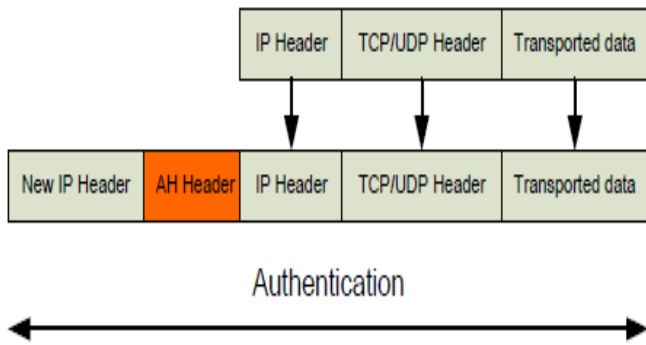 IP Header TCP/UDP Header Transported data
New IP Header AH Header IP Header TCP/UDP Header Transported data
Authentication